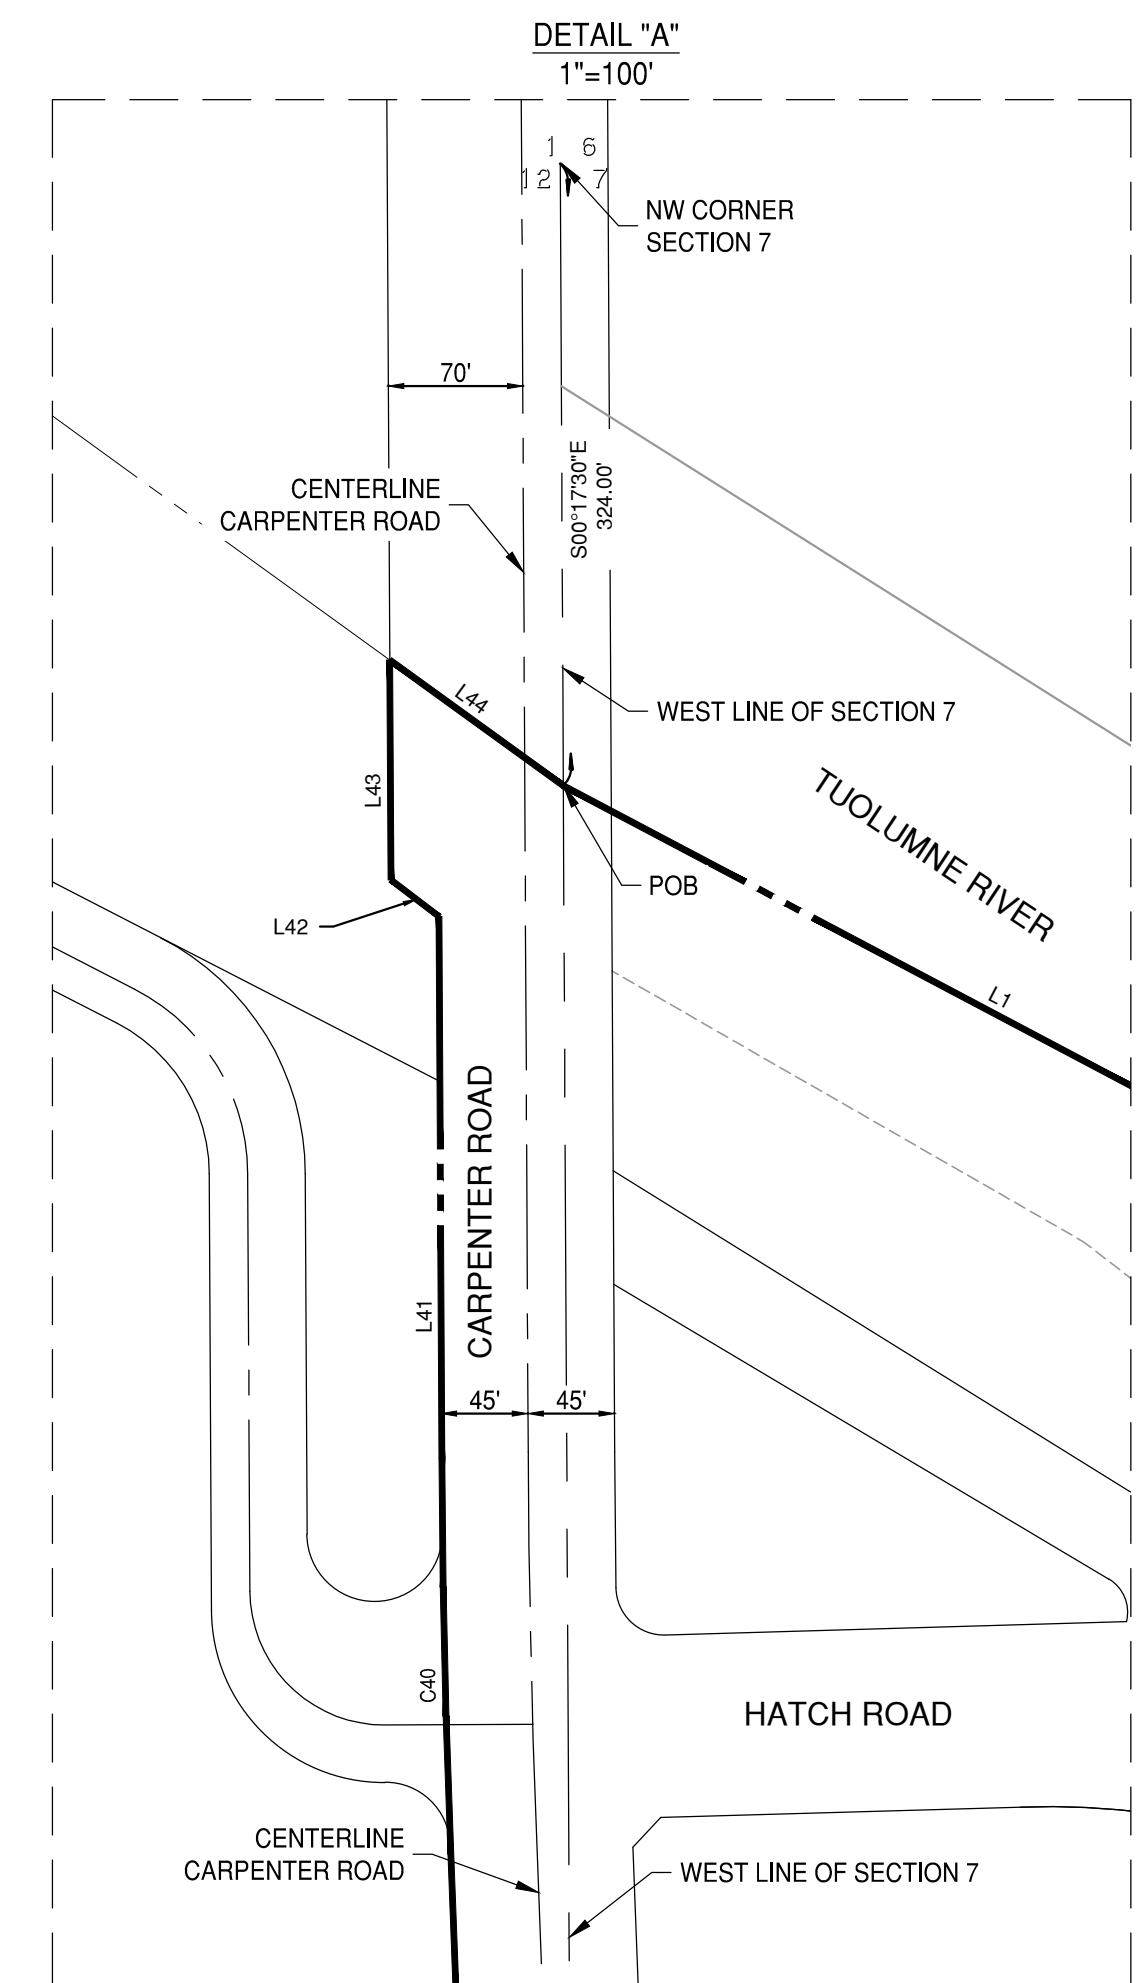 DETAIL "A"
1"=100'
1 6
12 7
NW CORNER
SECTION 7
70'
S00°17'30"E
324.00'
CENTERLINE
CARPENTER ROAD
L44
WEST LINE OF SECTION 7
L43
TUOLUMNE RIVER
POB
L42
L1
CARPENTER ROAD
L41
45'
45'
C40
HATCH ROAD
CENTERLINE
CARPENTER ROAD
WEST LINE OF SECTION 7